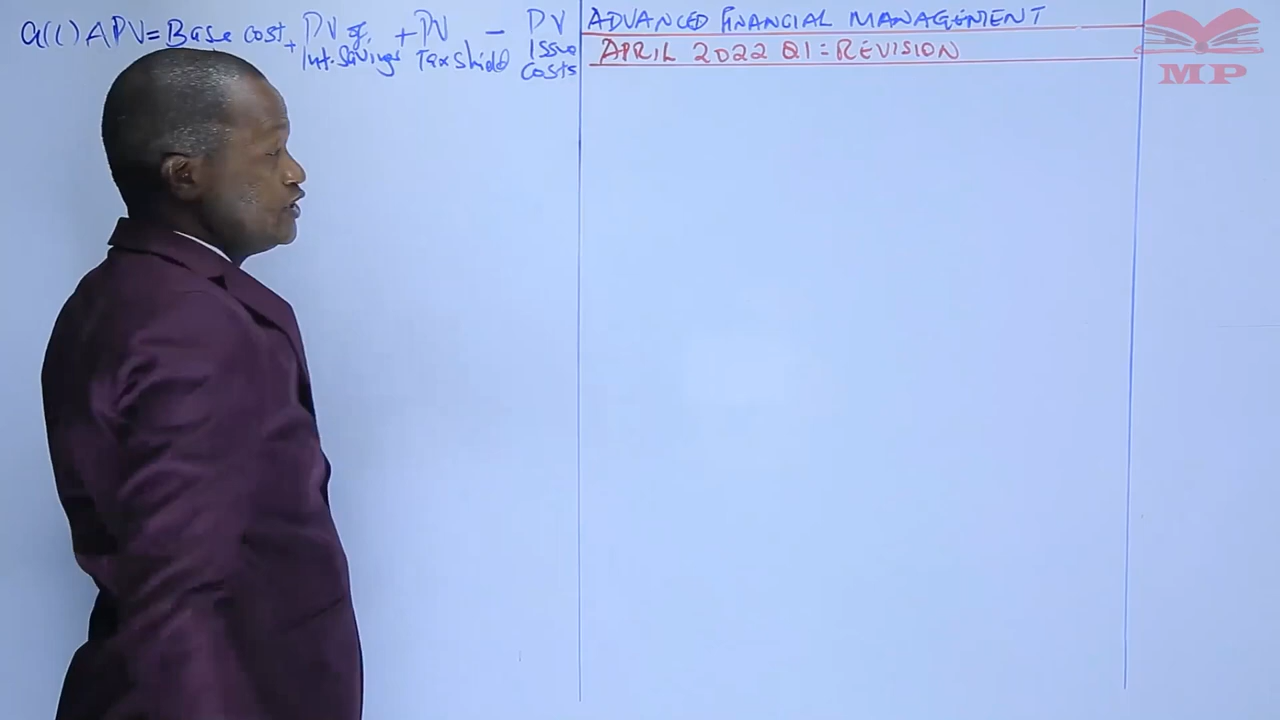 a(i) APV = Base cost + PV of Int. Savings + PV Tax Shield - PV Issue Costs
ADVANCED FINANCIAL MANAGEMENT
APRIL 2022 Q1 = REVISION
MP